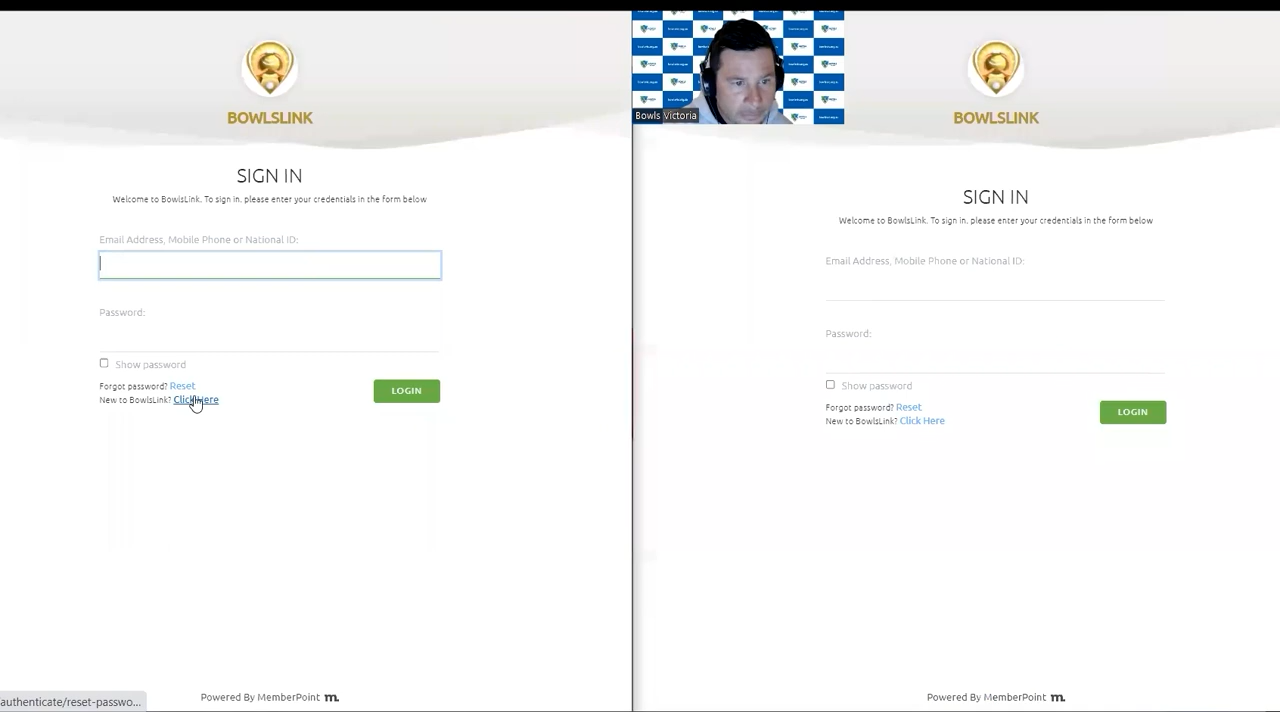 BOWLSLINK
SIGN IN
Welcome to BowlsLink. To sign in, please enter your credentials in the form below
Email Address, Mobile Phone or National ID:
Password:
Show password
Forgot password? Reset
New to BowlsLink? Click Here
LOGIN
Powered By MemberPoint m.
/authenticate/reset-passwo...
Bowls Victoria
BOWLSLINK
SIGN IN
Welcome to BowlsLink. To sign in, please enter your credentials in the form below
Email Address, Mobile Phone or National ID:
Password:
Show password
Forgot password? Reset
New to BowlsLink? Click Here
LOGIN
Powered By MemberPoint m.